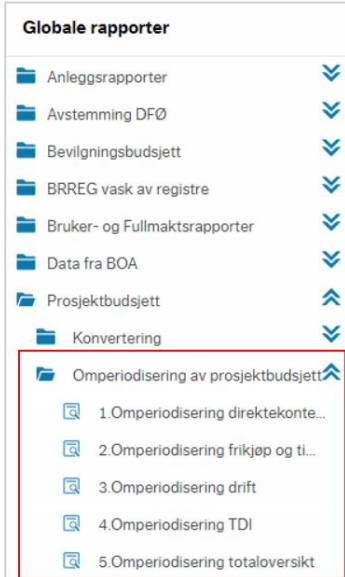 Globale rapporter
Anleggsrapporter
Avstemming DFØ
Bevilgningsbudsjett
BRREG vask av registre
Bruker- og Fullmaktsrapporter
Data fra BOA
Prosjektbudsjett
Konvertering
Omperiodisering av prosjektbudsjett
1.Omperiodisering direktekonte...
2.Omperiodisering frikjøp og ti...
3.Omperiodisering drift
4.Omperiodisering TDI
5.Omperiodisering totaloversikt